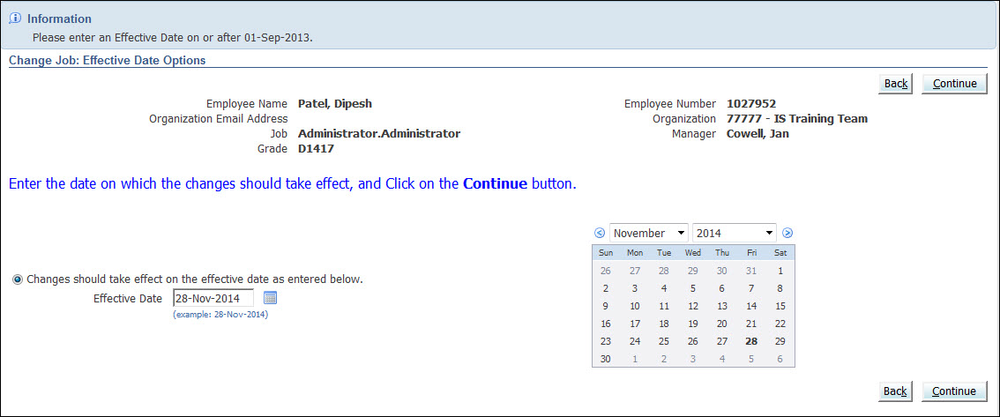 Information
Please enter an Effective Date on or after 01-Sep-2013.
Change Job: Effective Date Options
Back Continue
Employee Name Patel, Dipesh Employee Number 1027952
Organization Email Address Organization 77777 - IS Training Team
Job Administrator.Administrator Manager Cowell, Jan
Grade D1417
Enter the date on which the changes should take effect, and Click on the Continue button.
November 2014
Sun Mon Tue Wed Thu Fri Sat
26 27 28 29 30 31 1
2 3 4 5 6 7 8
9 10 11 12 13 14 15
16 17 18 19 20 21 22
23 24 25 26 27 28 29
30 1 2 3 4 5 6
Changes should take effect on the effective date as entered below.
Effective Date 28-Nov-2014
(example: 28-Nov-2014)
Back Continue